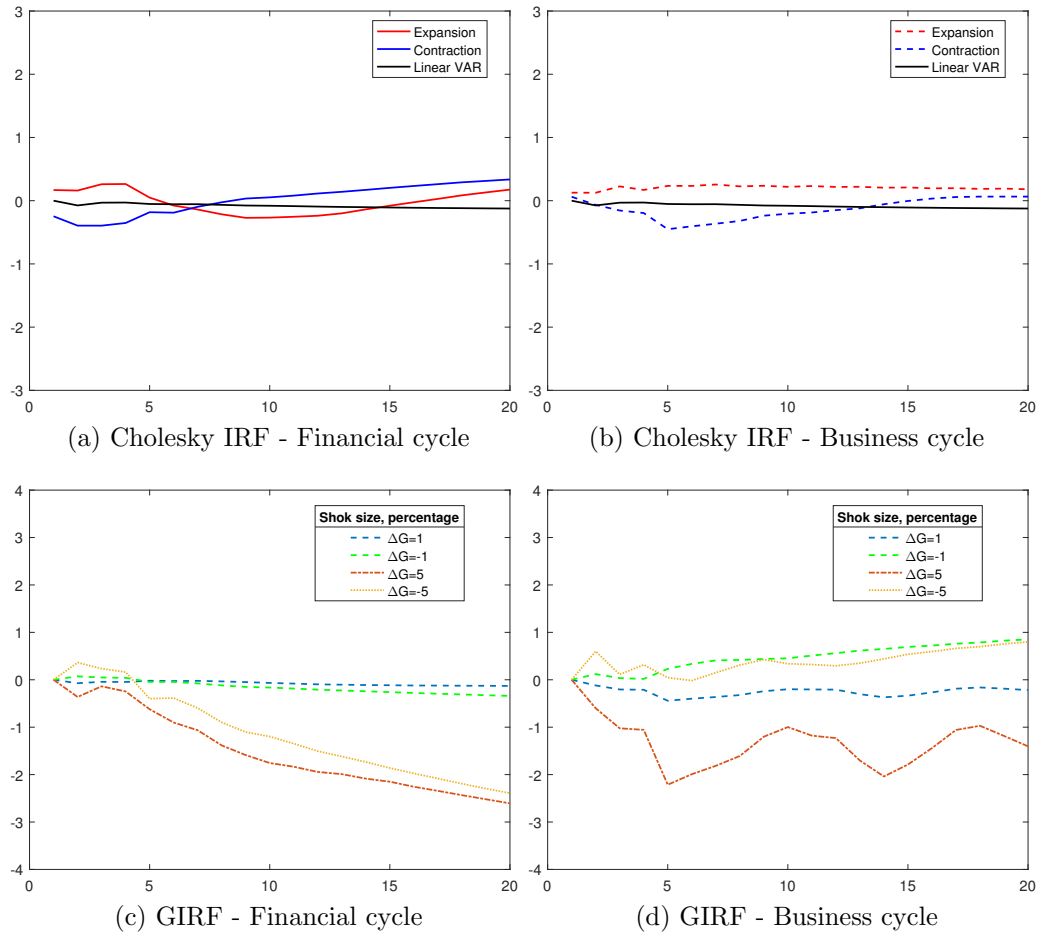 3
2
1
0
-1
-2
-3
0 5 10 15 20
Expansion
Contraction
Linear VAR
(a) Cholesky IRF - Financial cycle
3
2
1
0
-1
-2
-3
0 5 10 15 20
Expansion
Contraction
Linear VAR
(b) Cholesky IRF - Business cycle
4
3
2
1
0
-1
-2
-3
-4
0 5 10 15 20
Shok size, percentage
ΔG=1
ΔG=-1
ΔG=5
ΔG=-5
(c) GIRF - Financial cycle
4
3
2
1
0
-1
-2
-3
-4
0 5 10 15 20
Shok size, percentage
ΔG=1
ΔG=-1
ΔG=5
ΔG=-5
(d) GIRF - Business cycle